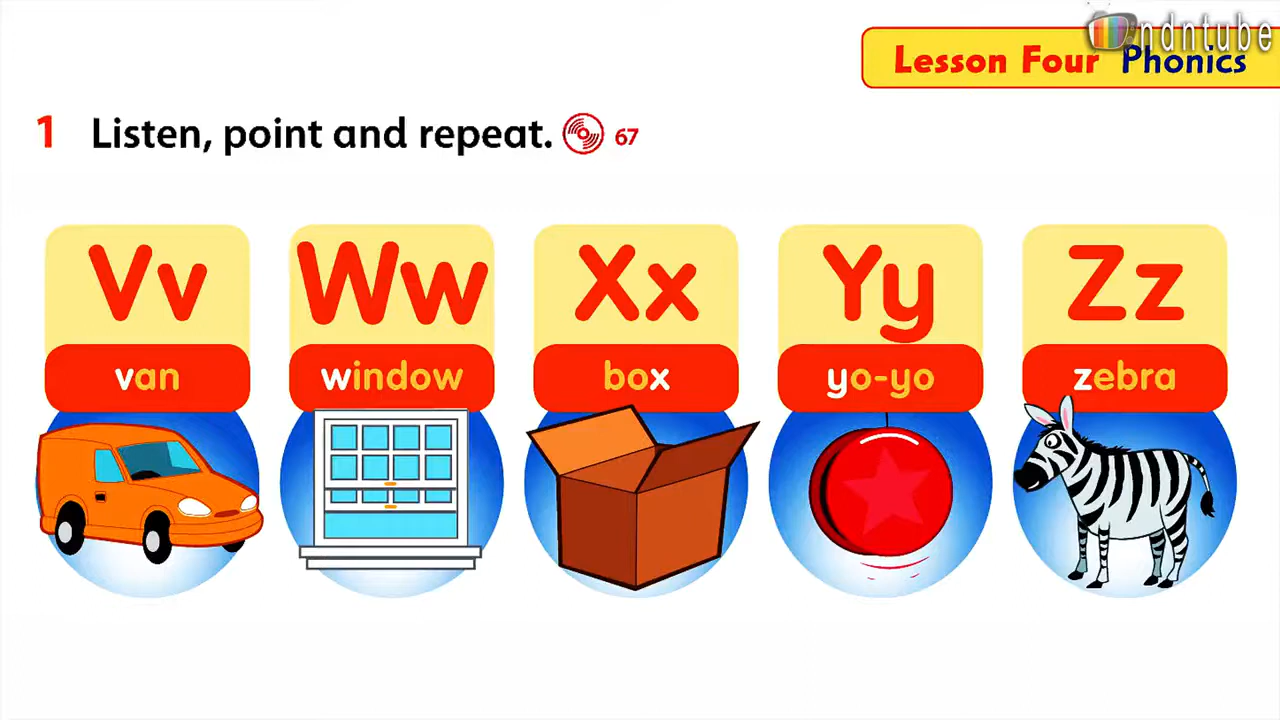 ndntube
Lesson Four Phonics
1 Listen, point and repeat. 67
Vv Ww Xx Yy Zz
van window box yo-yo zebra